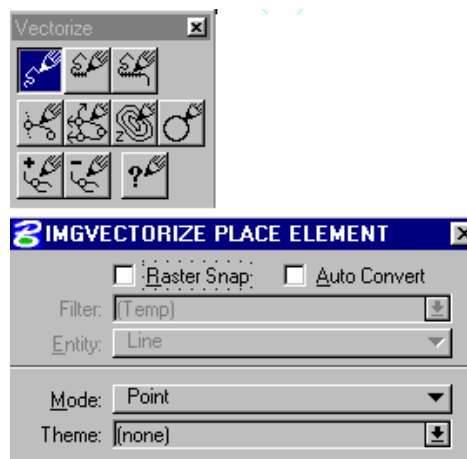 Vectorize
IMGVECTORIZE PLACE ELEMENT
Raster Snap: Auto Convert
Filter: (Temp)
Entity: Line
Mode: Point
Theme: (none)